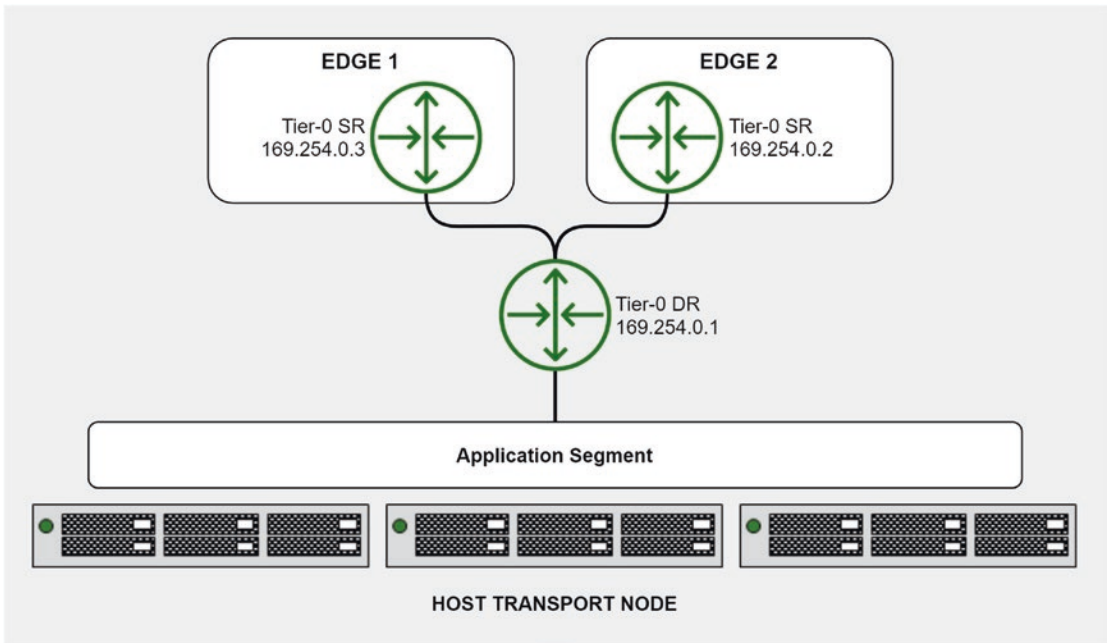 EDGE 1
EDGE 2
Tier-0 SR
169.254.0.3
Tier-0 SR
169.254.0.2
Tier-0 DR
169.254.0.1
Application Segment
HOST TRANSPORT NODE